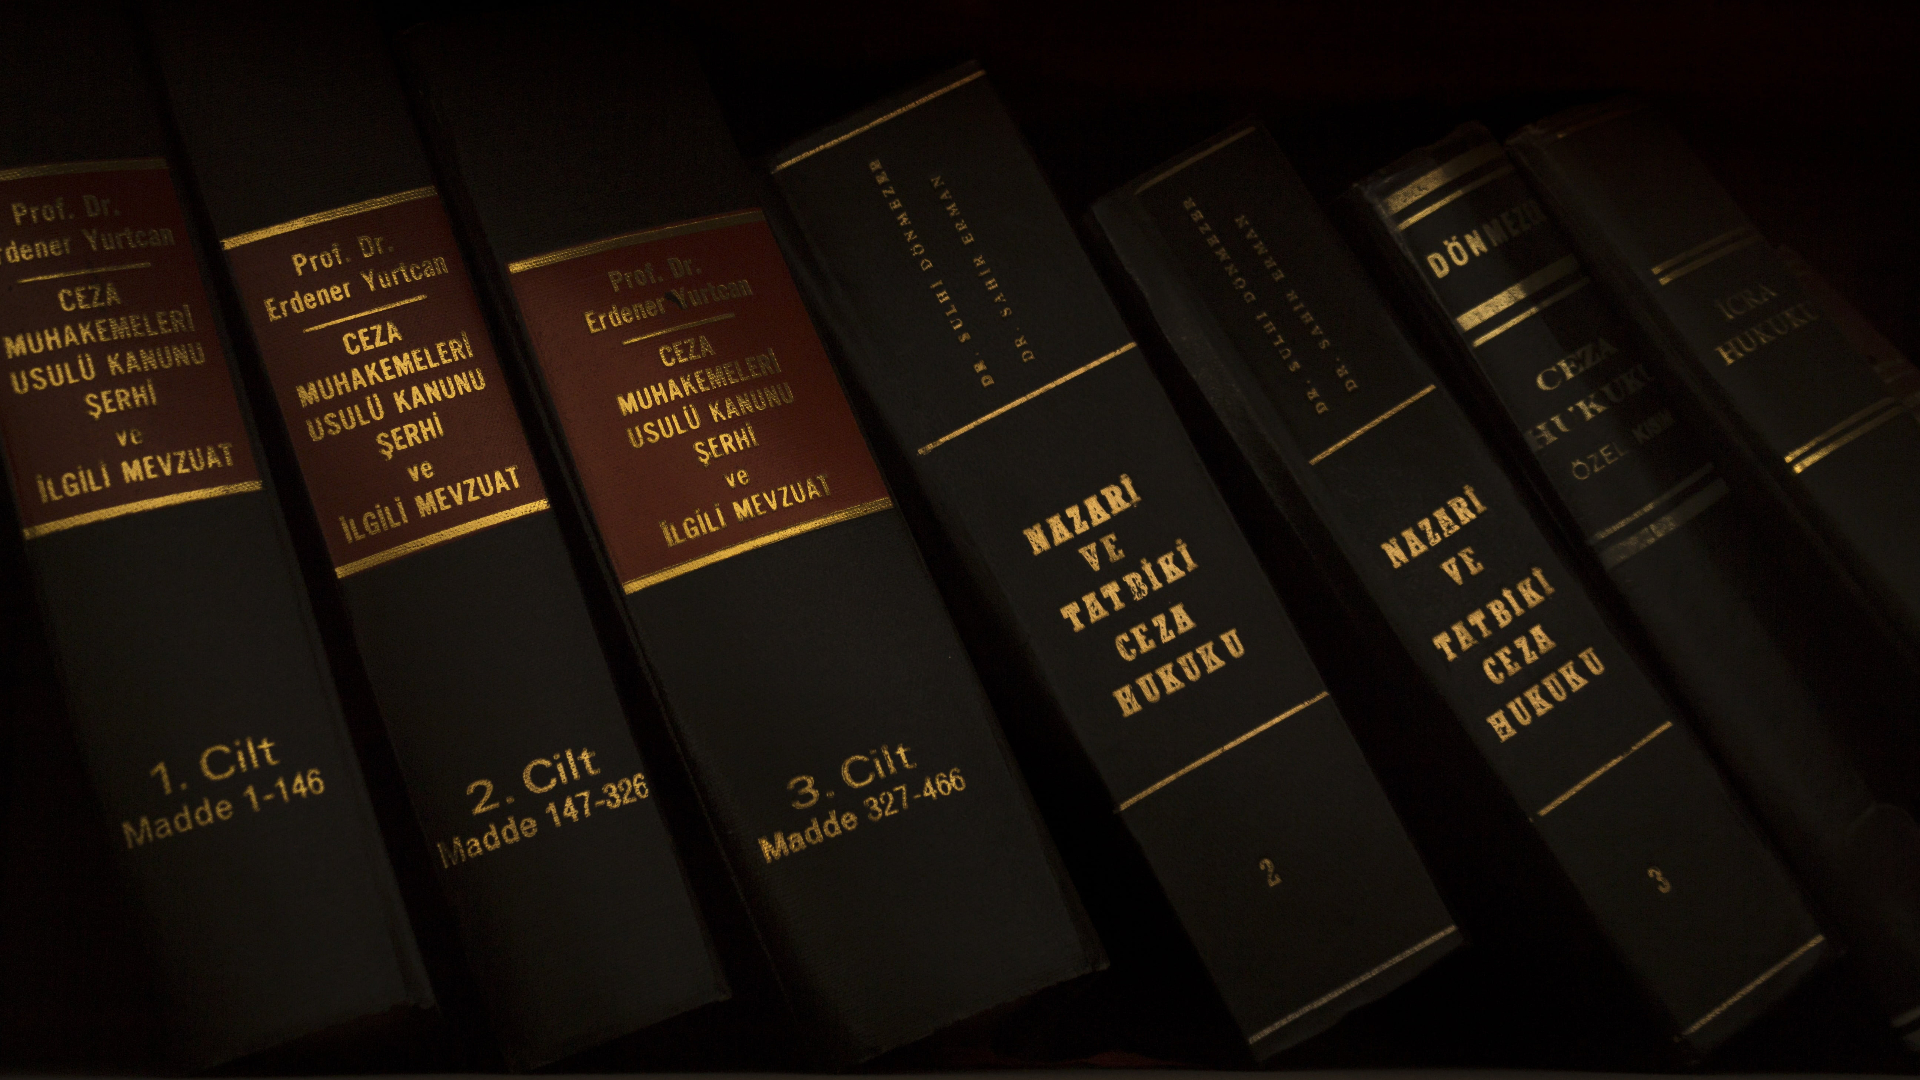 Prof. Dr.
Erdener Yurtcan
CEZA
MUHAKEMELERİ
USULÜ KANUNU
ŞERHİ
ve
İLGİLİ MEVZUAT
1. Cilt
Madde 1-146
Prof. Dr.
Erdener Yurtcan
CEZA
MUHAKEMELERİ
USULÜ KANUNU
ŞERHİ
ve
İLGİLİ MEVZUAT
2. Cilt
Madde 147-326
Prof. Dr.
Erdener Yurtcan
CEZA
MUHAKEMELERİ
USULÜ KANUNU
ŞERHİ
ve
İLGİLİ MEVZUAT
3. Cilt
Madde 327-466
DR. SULHİ DÖNMEZER
DR. SAHİR ERMAN
NAZARİ
VE
TATBİKİ
CEZA
HUKUKU
2
DR. SULHİ DÖNMEZER
DR. SAHİR ERMAN
NAZARİ
VE
TATBİKİ
CEZA
HUKUKU
3
DÖNMEZER
CEZA
HUKUKU
ÖZEL KISIM
İCRA
HUKUKU